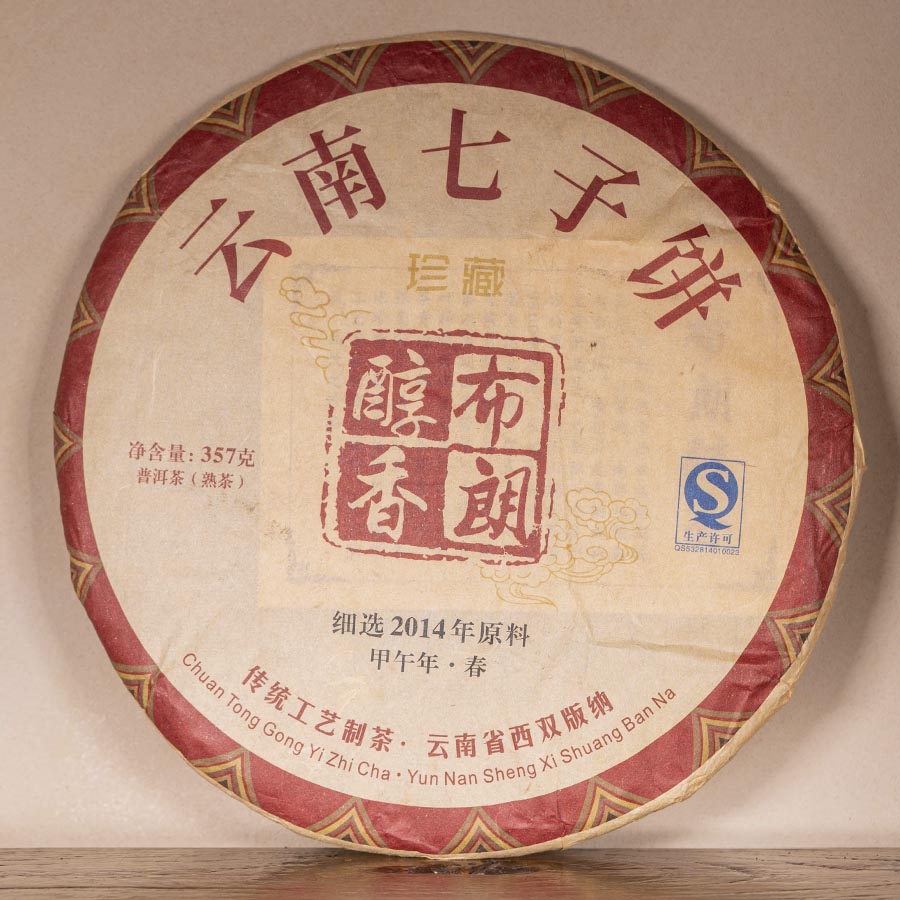 云南七子饼
珍藏
布朗
醇香
净含量: 357克
普洱茶（熟茶）
S
生产许可
QS532814010023
细选2014年原料
甲午年·春
传统工艺制茶·云南省西双版纳
Chuan Tong Gong Yi Zhi Cha · Yun Nan Sheng Xi Shuang Ban Na